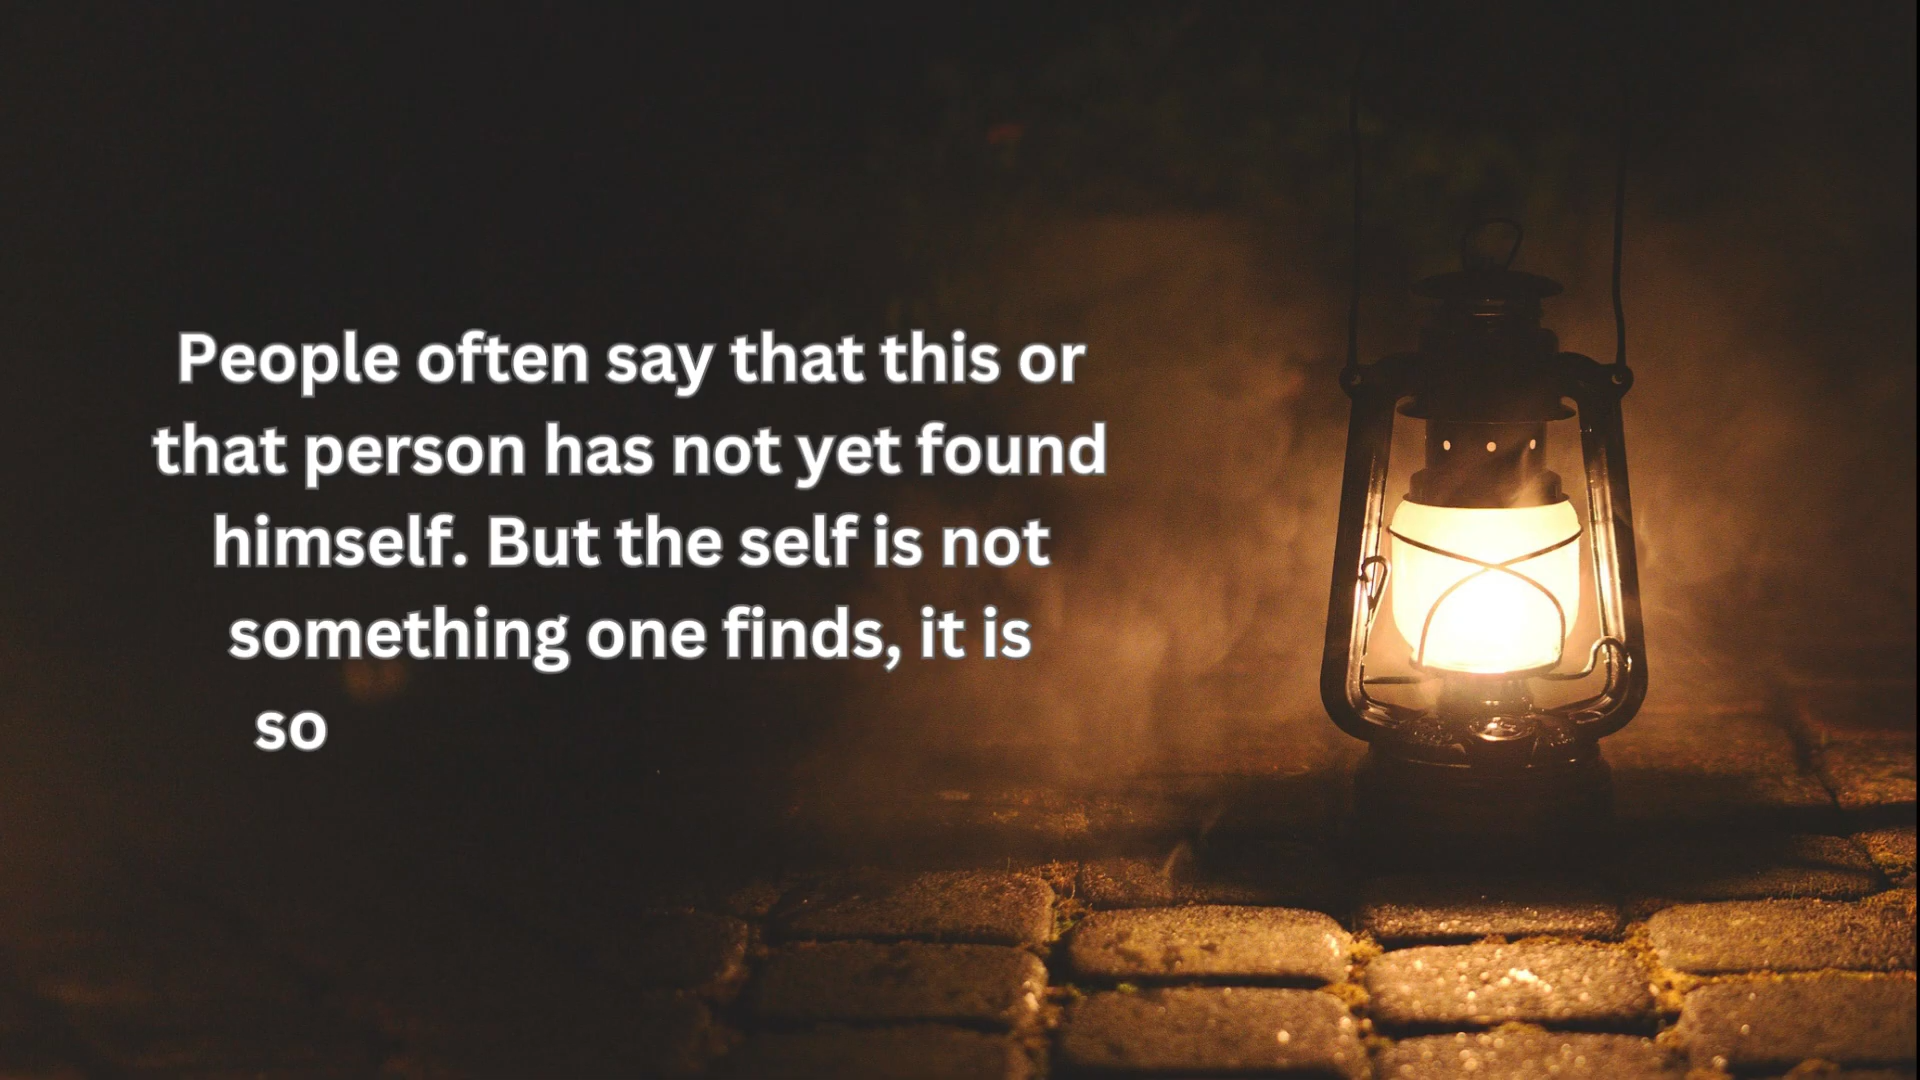 People often say that this or
that person has not yet found
himself. But the self is not
something one finds, it is
so